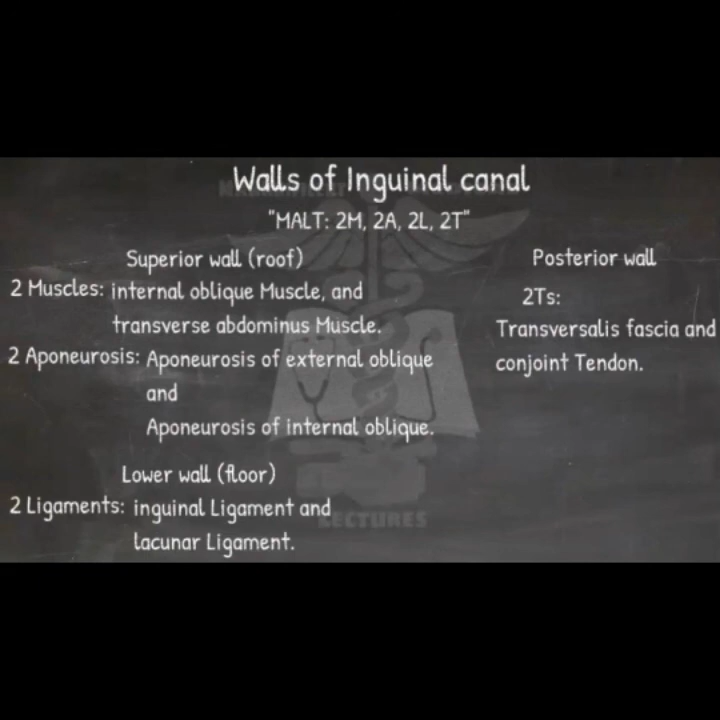 Walls of Inguinal canal
"MALT: 2M, 2A, 2L, 2T"
Superior wall (roof)
2 Muscles: internal oblique Muscle, and
transverse abdominus Muscle.
2 Aponeurosis: Aponeurosis of external oblique
and
Aponeurosis of internal oblique.
Lower wall (floor)
2 Ligaments: inguinal Ligament and
lacunar Ligament.
Posterior wall
2Ts:
Transversalis fascia and
conjoint Tendon.
LECTURES